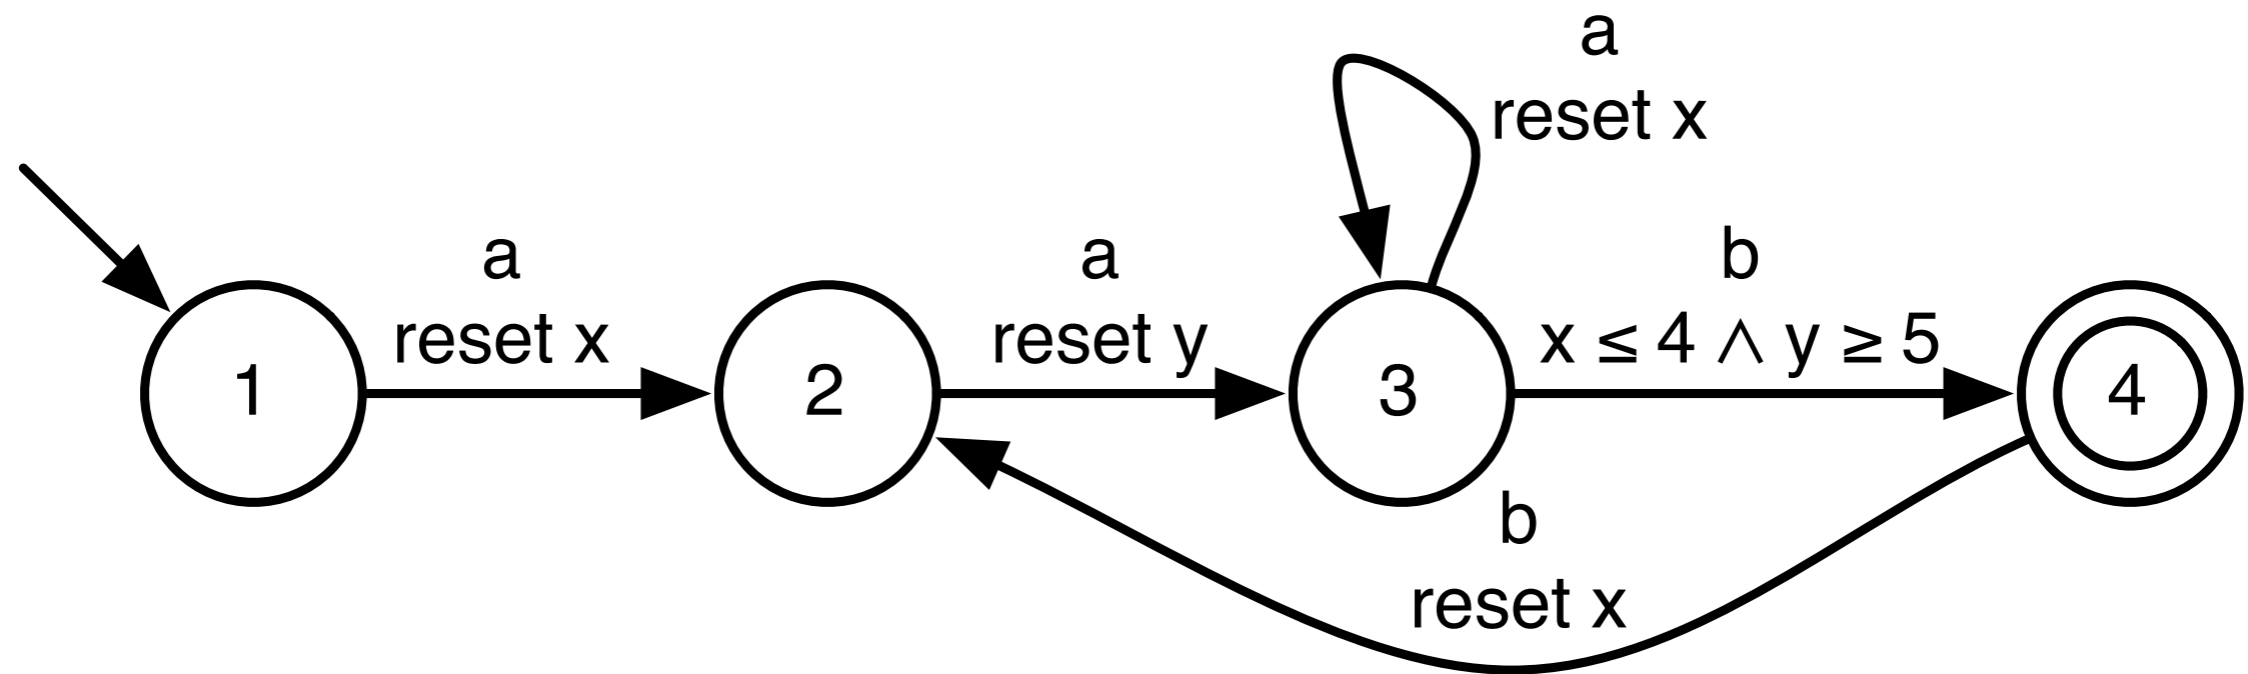 a
reset x
a
reset x
a
reset y
b
x ≤ 4 ∧ y ≥ 5
1
2
3
4
b
reset x